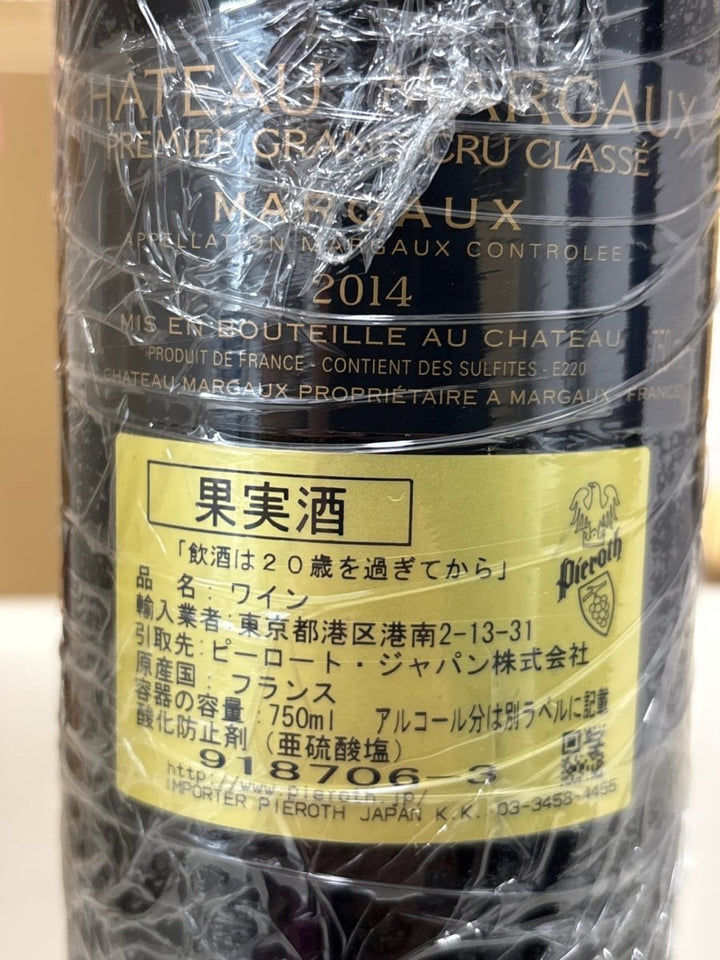 CHATEAU MARGAUX
PREMIER GRAND CRU CLASSÉ
MARGAUX
APPELLATION MARGAUX CONTROLEE
2014
MIS EN BOUTEILLE AU CHATEAU
750
PRODUIT DE FRANCE - CONTIENT DES SULFITES - E220
CHATEAU MARGAUX PROPRIÉTAIRE A MARGAUX FRANCE
果実酒
Pieroth
「飲酒は20歳を過ぎてから」
品名:ワイン
輸入業者:東京都港区港南2-13-31
引取先:ピーロート・ジャパン株式会社
原産国:フランス
容器の容量:750ml アルコール分は別ラベルに記載
酸化防止剤(亜硫酸塩)
918706-3
http://www.pieroth.jp/
IMPORTER PIEROTH JAPAN K.K. 03-3458-4455